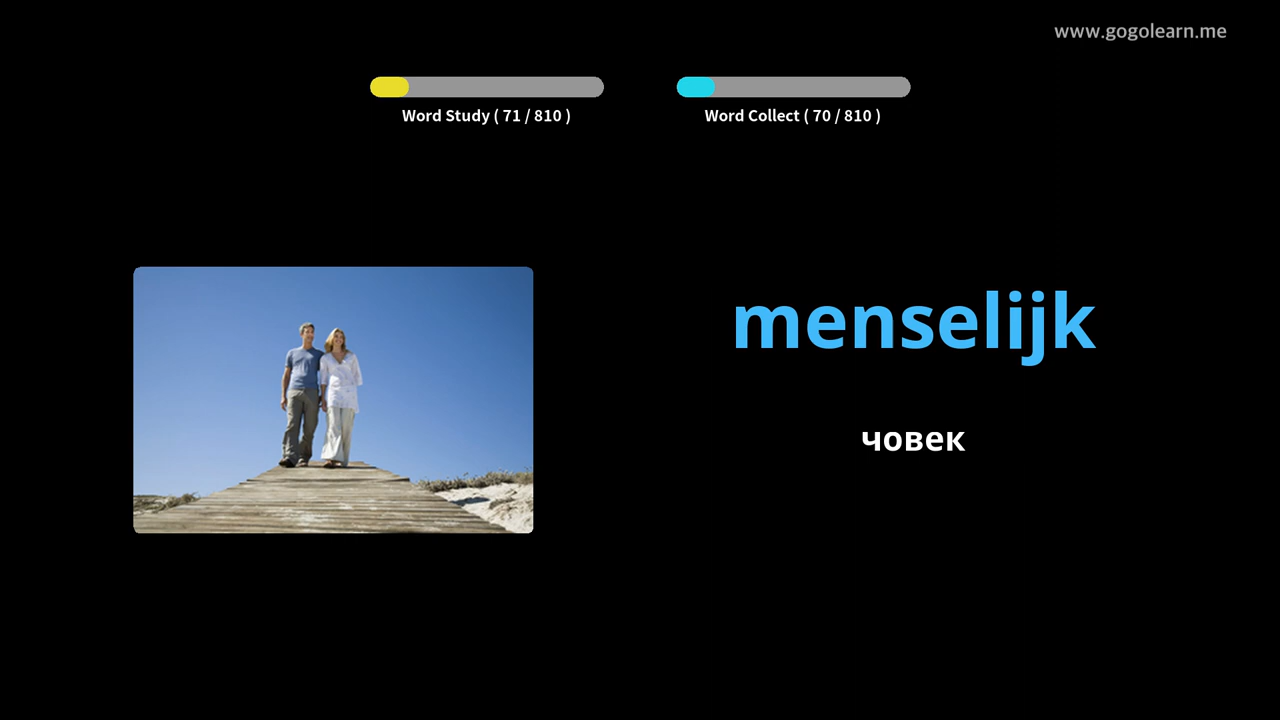 www.gogolearn.me
Word Study ( 71 / 810 )
Word Collect ( 70 / 810 )
menselijk
човек